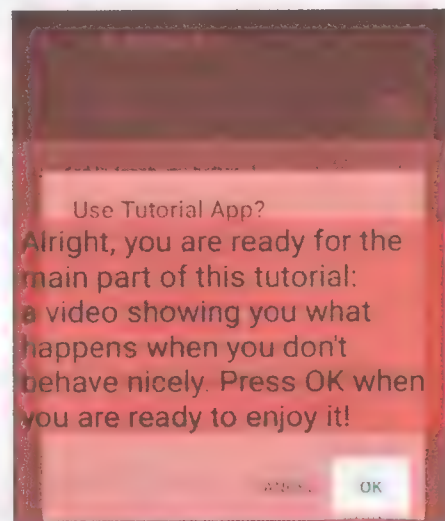 Use Tutorial App?
Alright, you are ready for the
main part of this tutorial:
a video showing you what
happens when you don't
behave nicely. Press OK when
you are ready to enjoy it!
OK